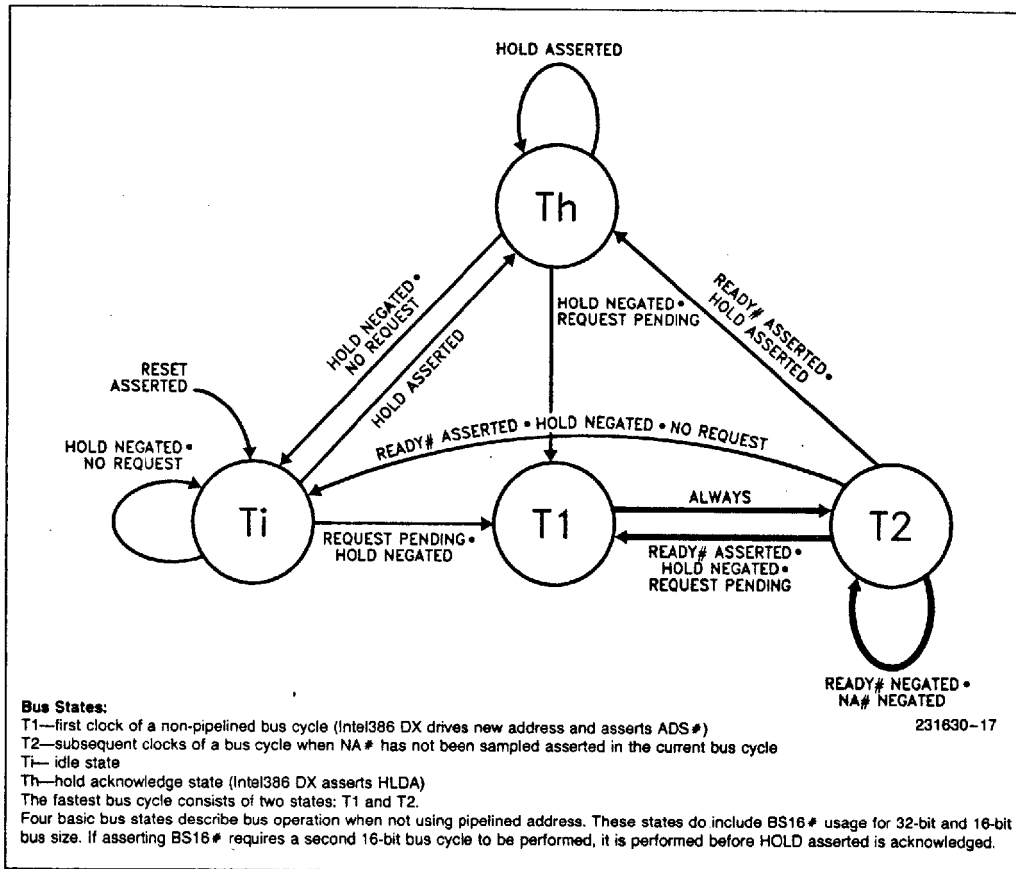 HOLD ASSERTED
Th
HOLD NEGATED•
NO REQUEST
HOLD ASSERTED
HOLD NEGATED•
REQUEST PENDING
READY# ASSERTED•
HOLD ASSERTED
RESET
ASSERTED
READY# ASSERTED • HOLD NEGATED • NO REQUEST
HOLD NEGATED•
NO REQUEST
Ti
REQUEST PENDING•
HOLD NEGATED
T1
ALWAYS
READY# ASSERTED•
HOLD NEGATED•
REQUEST PENDING
T2
READY# NEGATED•
NA# NEGATED
231630-17
Bus States:
T1—first clock of a non-pipelined bus cycle (Intel386 DX drives new address and asserts ADS#)
T2—subsequent clocks of a bus cycle when NA# has not been sampled asserted in the current bus cycle
Ti— idle state
Th—hold acknowledge state (Intel386 DX asserts HLDA)
The fastest bus cycle consists of two states: T1 and T2.
Four basic bus states describe bus operation when not using pipelined address. These states do include BS16# usage for 32-bit and 16-bit
bus size. If asserting BS16# requires a second 16-bit bus cycle to be performed, it is performed before HOLD asserted is acknowledged.